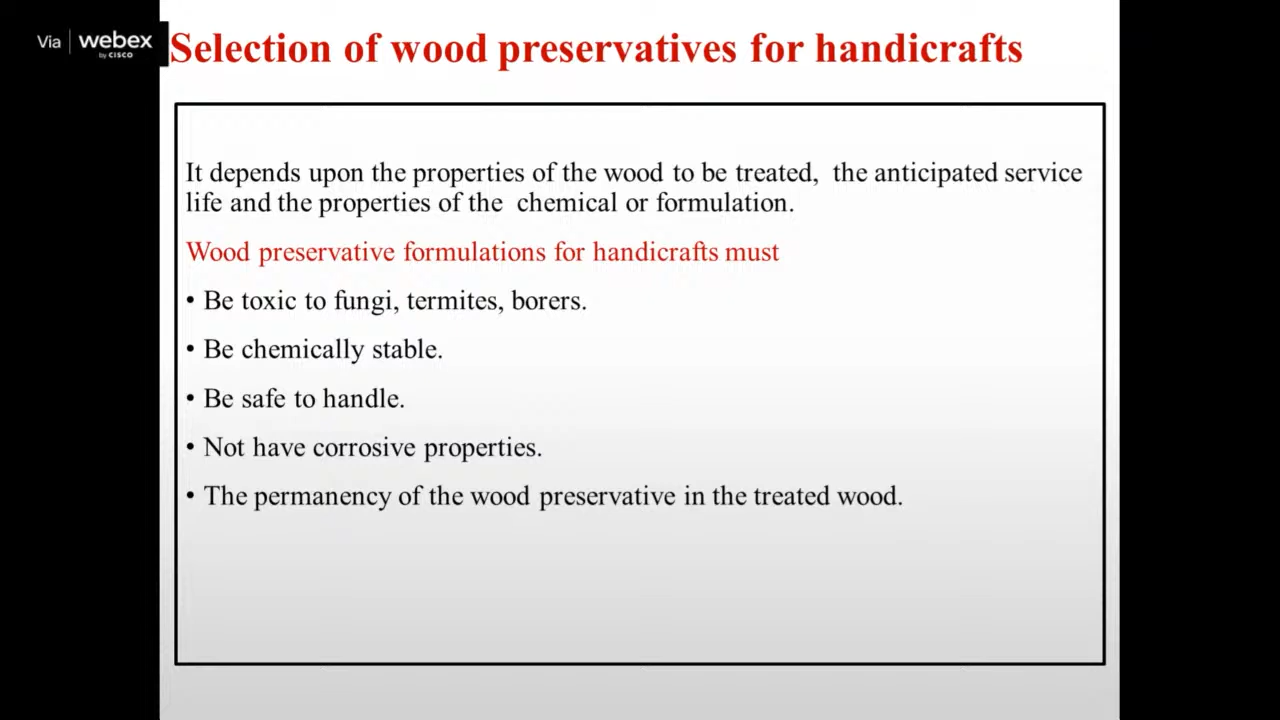 Via webex
by CISCO
Selection of wood preservatives for handicrafts
It depends upon the properties of the wood to be treated, the anticipated service
life and the properties of the chemical or formulation.
Wood preservative formulations for handicrafts must
• Be toxic to fungi, termites, borers.
• Be chemically stable.
• Be safe to handle.
• Not have corrosive properties.
• The permanency of the wood preservative in the treated wood.